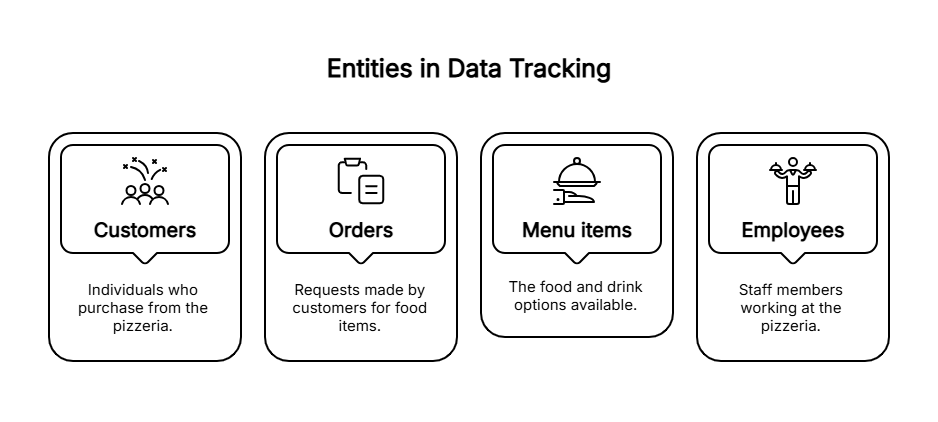 Entities in Data Tracking
Customers
Individuals who
purchase from the
pizzeria.
Orders
Requests made by
customers for food
items.
Menu items
The food and drink
options available.
Employees
Staff members
working at the
pizzeria.